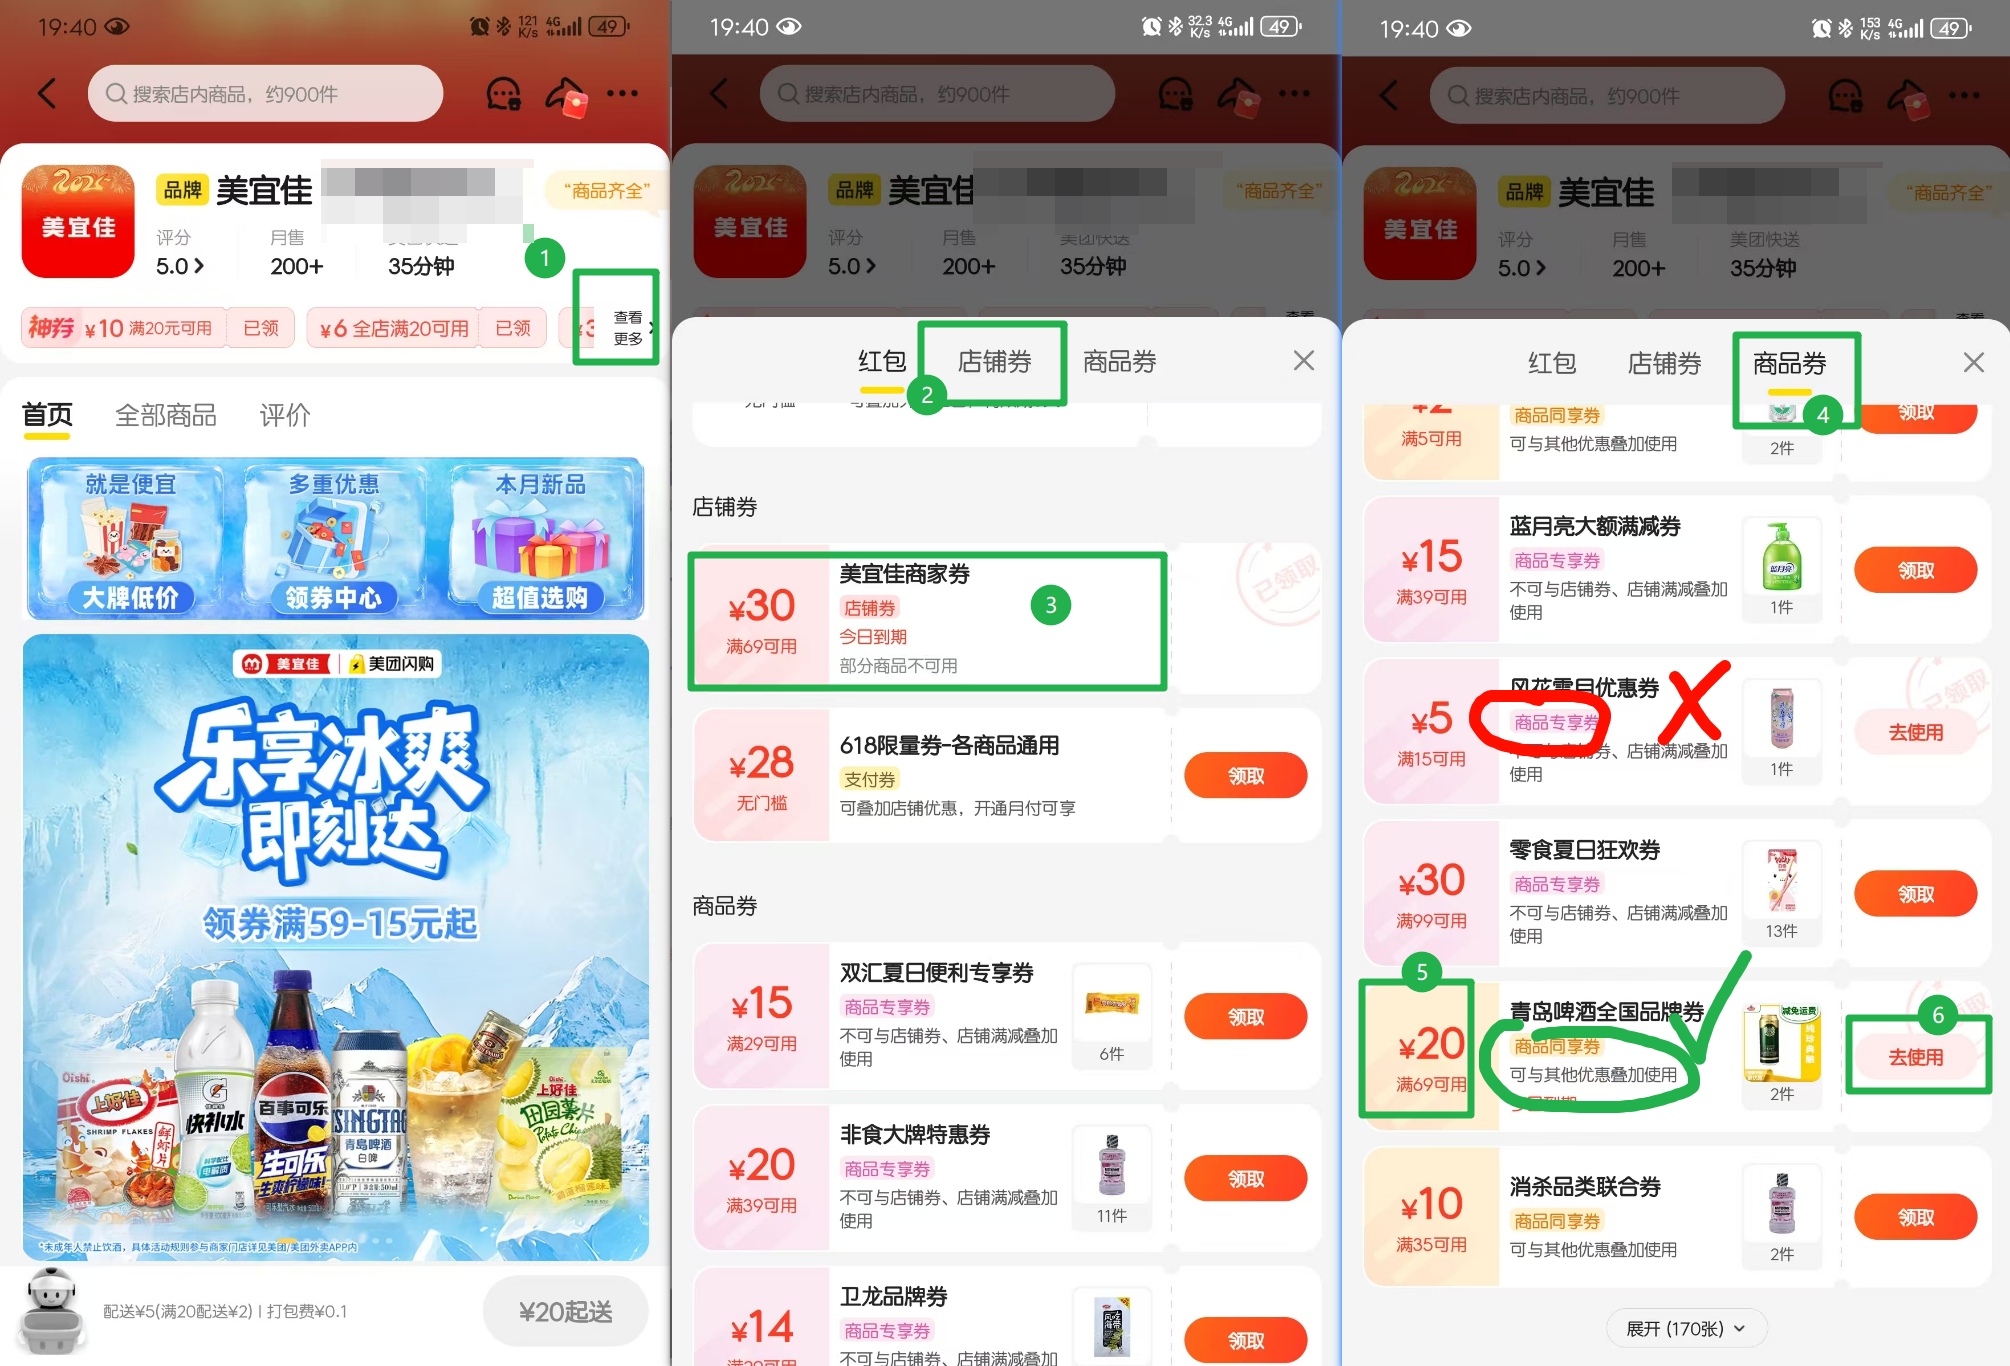 19:40
121 K/s 4G 49
搜索店内商品，约900件
美宜佳
品牌 美宜佳
“商品齐全”
评分 月售
5.0 200+ 35分钟
1
神券 ¥10 满20元可用 已领
¥6 全店满20可用 已领
查看更多
首页 全部商品 评价
就是便宜 多重优惠 本月新品
大牌低价 领券中心 超值选购
美宜佳 美团闪购
乐享冰爽
即刻达
领券满59-15元起
Oishi
上好佳
SHRIMP FLAKES
鲜虾片
快补水
电解质
百事可乐
生可乐
生爽柠檬味!
青岛啤酒
白啤
Oishi
上好佳
田园薯片
Potato Chips
*未成年人禁止饮酒，具体活动规则参与商家门店详见美团/美团外卖APP内
配送¥5(满20配送¥2) | 打包费¥0.1
¥20起送
19:40
32.3 K/s 4G 49
搜索店内商品，约900件
美宜佳
品牌 美宜佳
“商品齐全”
评分 月售 美团快送
5.0 200+ 35分钟
红包 店铺券 商品券
2
店铺券
¥30
满69可用
美宜佳商家券
店铺券
今日到期
部分商品不可用
3
已领取
¥28
无门槛
618限量券-各商品通用
支付券
可叠加店铺优惠，开通月付可享
领取
商品券
¥15
满29可用
双汇夏日便利专享券
商品专享券
不可与店铺券、店铺满减叠加
使用
6件
领取
¥20
满39可用
非食大牌特惠券
商品专享券
不可与店铺券、店铺满减叠加
使用
11件
领取
¥14
卫龙品牌券
商品专享券
不可与店铺券、店铺满减叠加
领取
19:40
153 K/s 4G 49
搜索店内商品，约900件
美宜佳
品牌 美宜佳
“商品齐全”
评分 月售 美团快送
5.0 200+ 35分钟
红包 店铺券 商品券
4
满5可用
商品同享券
可与其他优惠叠加使用
2件
领取
¥15
满39可用
蓝月亮大额满减券
商品专享券
不可与店铺券、店铺满减叠加
使用
蓝月亮
1件
领取
¥5
满15可用
风花雪月优惠券
商品专享券
不可与店铺券、店铺满减叠加
使用
1件
已领取
去使用
¥30
满99可用
零食夏日狂欢券
商品专享券
不可与店铺券、店铺满减叠加
使用
13件
领取
5
¥20
满69可用
青岛啤酒全国品牌券
商品同享券
可与其他优惠叠加使用
今日到期
减免运费
2件
6
去使用
¥10
满35可用
消杀品类联合券
商品同享券
可与其他优惠叠加使用
2件
领取
展开 (170张)